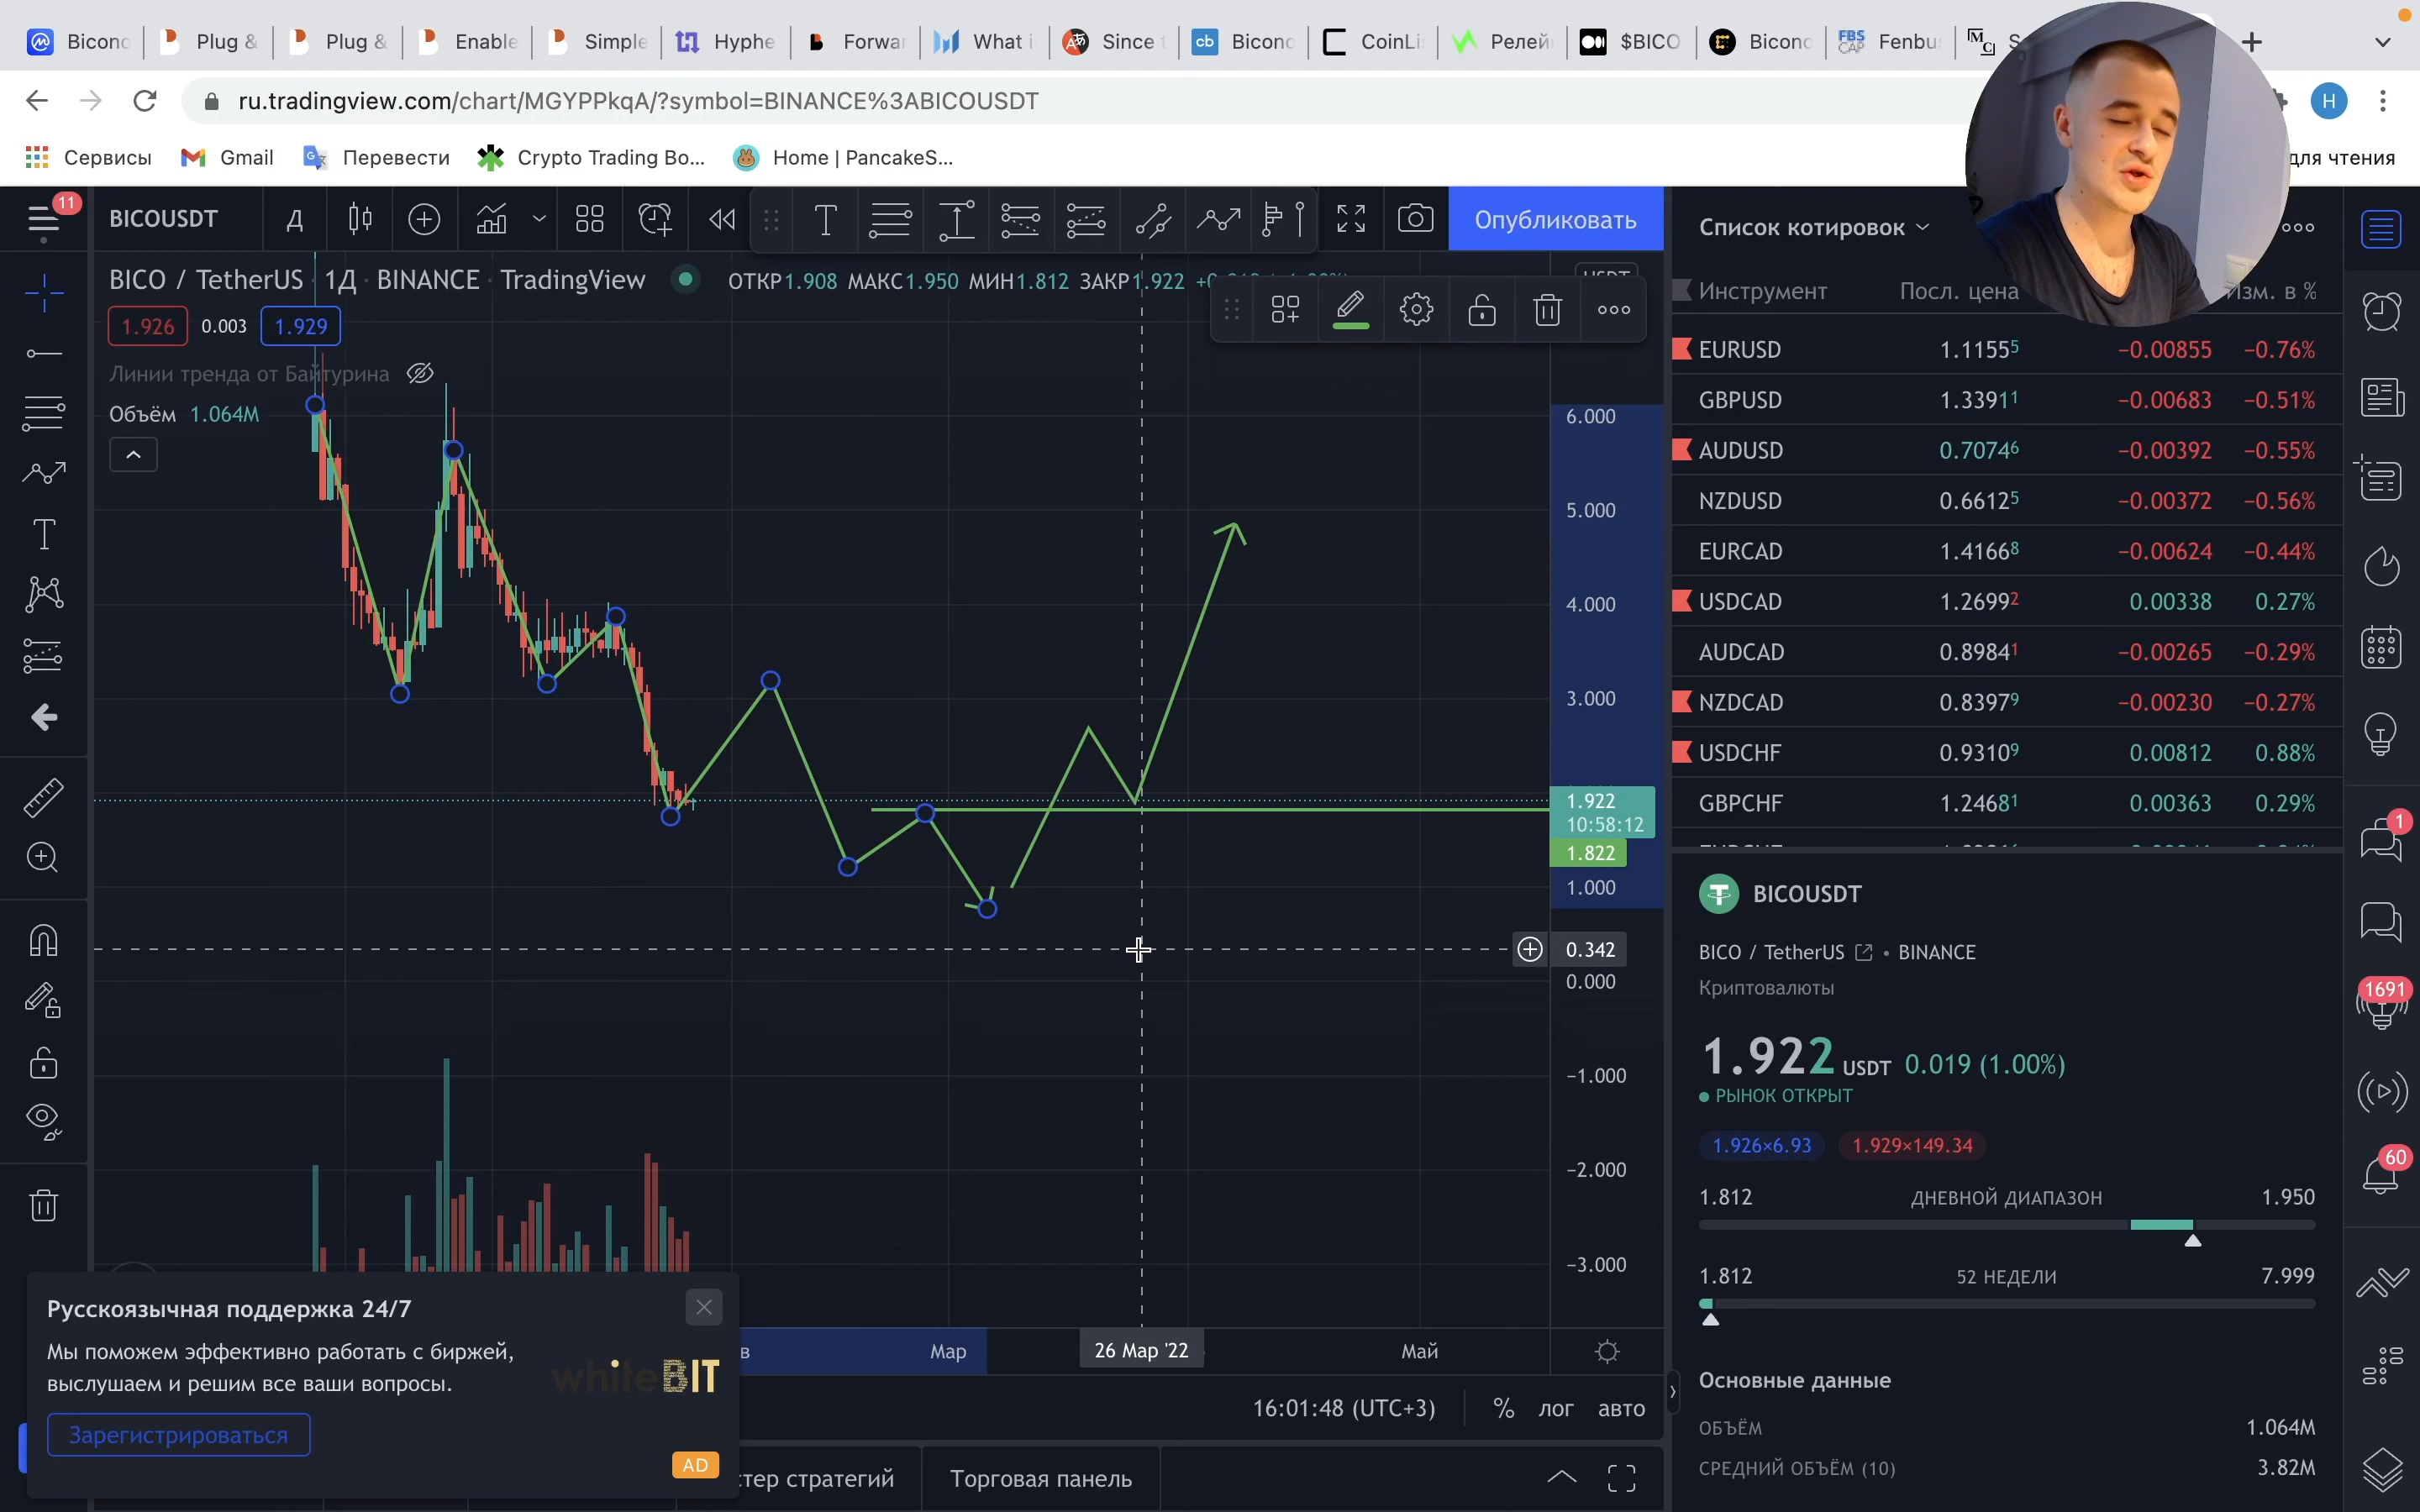 Bicono
Plug &
Plug &
Enable
Simple
Hyphe
Forwar
What i
Since t
Bicono
CoinLi
Релей
$BICO
Bicono
Fenbu
ru.tradingview.com/chart/MGYPPkqA/?symbol=BINANCE%3ABICOUSDT
H
Сервисы
Gmail
Перевести
Crypto Trading Bo...
Home | PancakeS...
для чтения
11
BICOUSDT
Д
Опубликовать
BICO / TetherUS · 1Д · BINANCE · TradingView
ОТКР1.908 МАКС1.950 МИН1.812 ЗАКР1.922
1.926
0.003
1.929
Линии тренда от Байтурина
Объём 1.064M
6.000
5.000
4.000
3.000
1.922
10:58:12
1.822
1.000
0.342
0.000
−1.000
−2.000
−3.000
Мар
26 Мар '22
Май
16:01:48 (UTC+3)
%
лог
авто
стер стратегий
Торговая панель
Русскоязычная поддержка 24/7
Мы поможем эффективно работать с биржей,
выслушаем и решим все ваши вопросы.
whiteBIT
Зарегистрироваться
AD
Список котировок
Инструмент Посл. цена Изм. в %
EURUSD 1.11555 −0.00855 −0.76%
GBPUSD 1.33911 −0.00683 −0.51%
AUDUSD 0.70746 −0.00392 −0.55%
NZDUSD 0.66125 −0.00372 −0.56%
EURCAD 1.41668 −0.00624 −0.44%
USDCAD 1.26992 0.00338 0.27%
AUDCAD 0.89841 −0.00265 −0.29%
NZDCAD 0.83979 −0.00230 −0.27%
USDCHF 0.93109 0.00812 0.88%
GBPCHF 1.24681 0.00363 0.29%
BICOUSDT
BICO / TetherUS • BINANCE
Криптовалюты
1.922 USDT 0.019 (1.00%)
РЫНОК ОТКРЫТ
1.926×6.93
1.929×149.34
1.812 ДНЕВНОЙ ДИАПАЗОН 1.950
1.812 52 НЕДЕЛИ 7.999
Основные данные
ОБЪЁМ 1.064M
СРЕДНИЙ ОБЪЁМ (10) 3.82M
1
1691
60